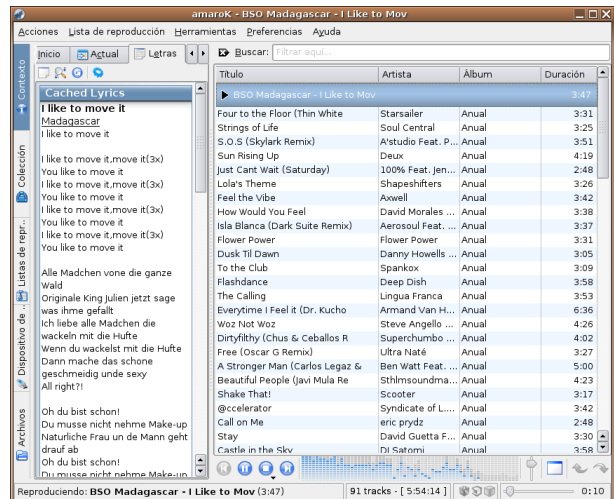 amaroK - BSO Madagascar - I Like to Mov
Acciones Lista de reproducción Herramientas Preferencias Ayuda
Contexto
Colección
Listas de repr..
Dispositivo de ..
Archivos
Inicio Actual Letras
Buscar: Filtrar aquí...
Cached Lyrics
I like to move it
Madagascar
I like to move it
I like to move it,move it(3x)
You like to move it
I like to move it,move it(3x)
You like to move it
I like to move it,move it(3x)
You like to move it
I like to move it,move it(3x)
You like to move it
Alle Madchen vone die ganze
Wald
Originale King Julien jetzt sage
was ihme gefallt
Ich liebe alle Madchen die
wackeln mit die Hufte
Wenn du wackelst mit die Hufte
Dann mache das schone
geschmeidig unde sexy
All right?!
Oh du bist schon!
Du musse nicht nehme Make-up
Naturliche Frau un de Mann geht
drauf ab
Oh du bist schon!
Du musse nicht nehme Make-un
Título Artista Álbum Duración
BSO Madagascar - I Like to Mov 3:47
Four to the Floor (Thin White Starsailer Anual 3:31
Strings of Life Soul Central Anual 3:25
S.O.S (Skylark Remix) A'studio Feat. P... Anual 3:51
Sun Rising Up Deux Anual 4:19
Just Cant Wait (Saturday) 100% Feat. Jen... Anual 2:48
Lola's Theme Shapeshifters Anual 3:26
Feel the Vibe Axwell Anual 3:42
How Would You Feel David Morales ... Anual 3:38
Isla Blanca (Dark Suite Remix) Aerosoul Feat. ... Anual 3:37
Flower Power Flower Power Anual 3:31
Dusk Til Dawn Danny Howells ... Anual 3:05
To the Club Spankox Anual 3:09
Flashdance Deep Dish Anual 3:58
The Calling Lingua Franca Anual 3:53
Everytime I Feel it (Dr. Kucho Armand Van H... Anual 6:36
Woz Not Woz Steve Angello ... Anual 4:26
Dirtyfilthy (Chus & Ceballos R Superchumbo ... Anual 4:02
Free (Oscar G Remix) Ultra Naté Anual 3:27
A Stronger Man (Carlos Legaz & Ben Watt Feat. ... Anual 5:00
Beautiful People (Javi Mula Re Sthlmsoundma... Anual 4:23
Shake That! Scooter Anual 3:17
@ccelerator Syndicate of L.... Anual 3:42
Call on Me eric prydz Anual 2:48
Stay David Guetta F... Anual 3:30
Castle in the Sky DJ Satomi Anual 3:58
Reproduciendo: BSO Madagascar - I Like to Mov (3:47) 91 tracks - [ 5:54:14 ] 0:10